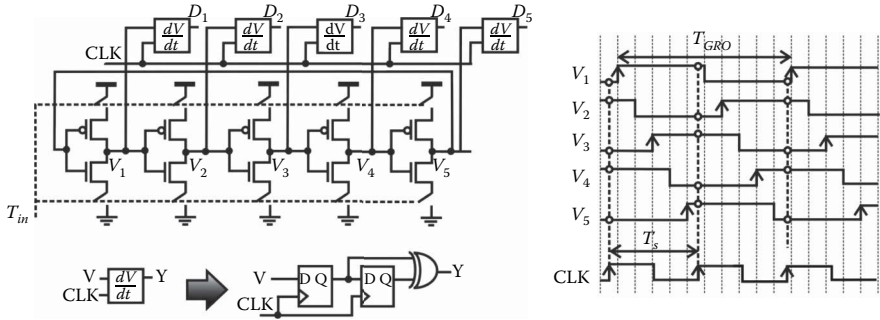 D1 D2 D3 D4 D5
dV/dt dV/dt dV/dt dV/dt dV/dt
CLK
V1 V2 V3 V4 V5
Tin
V
CLK
dV/dt
Y
V
CLK
D Q
D Q
Y
TGRO
V1
V2
V3
V4
V5
Ts
CLK